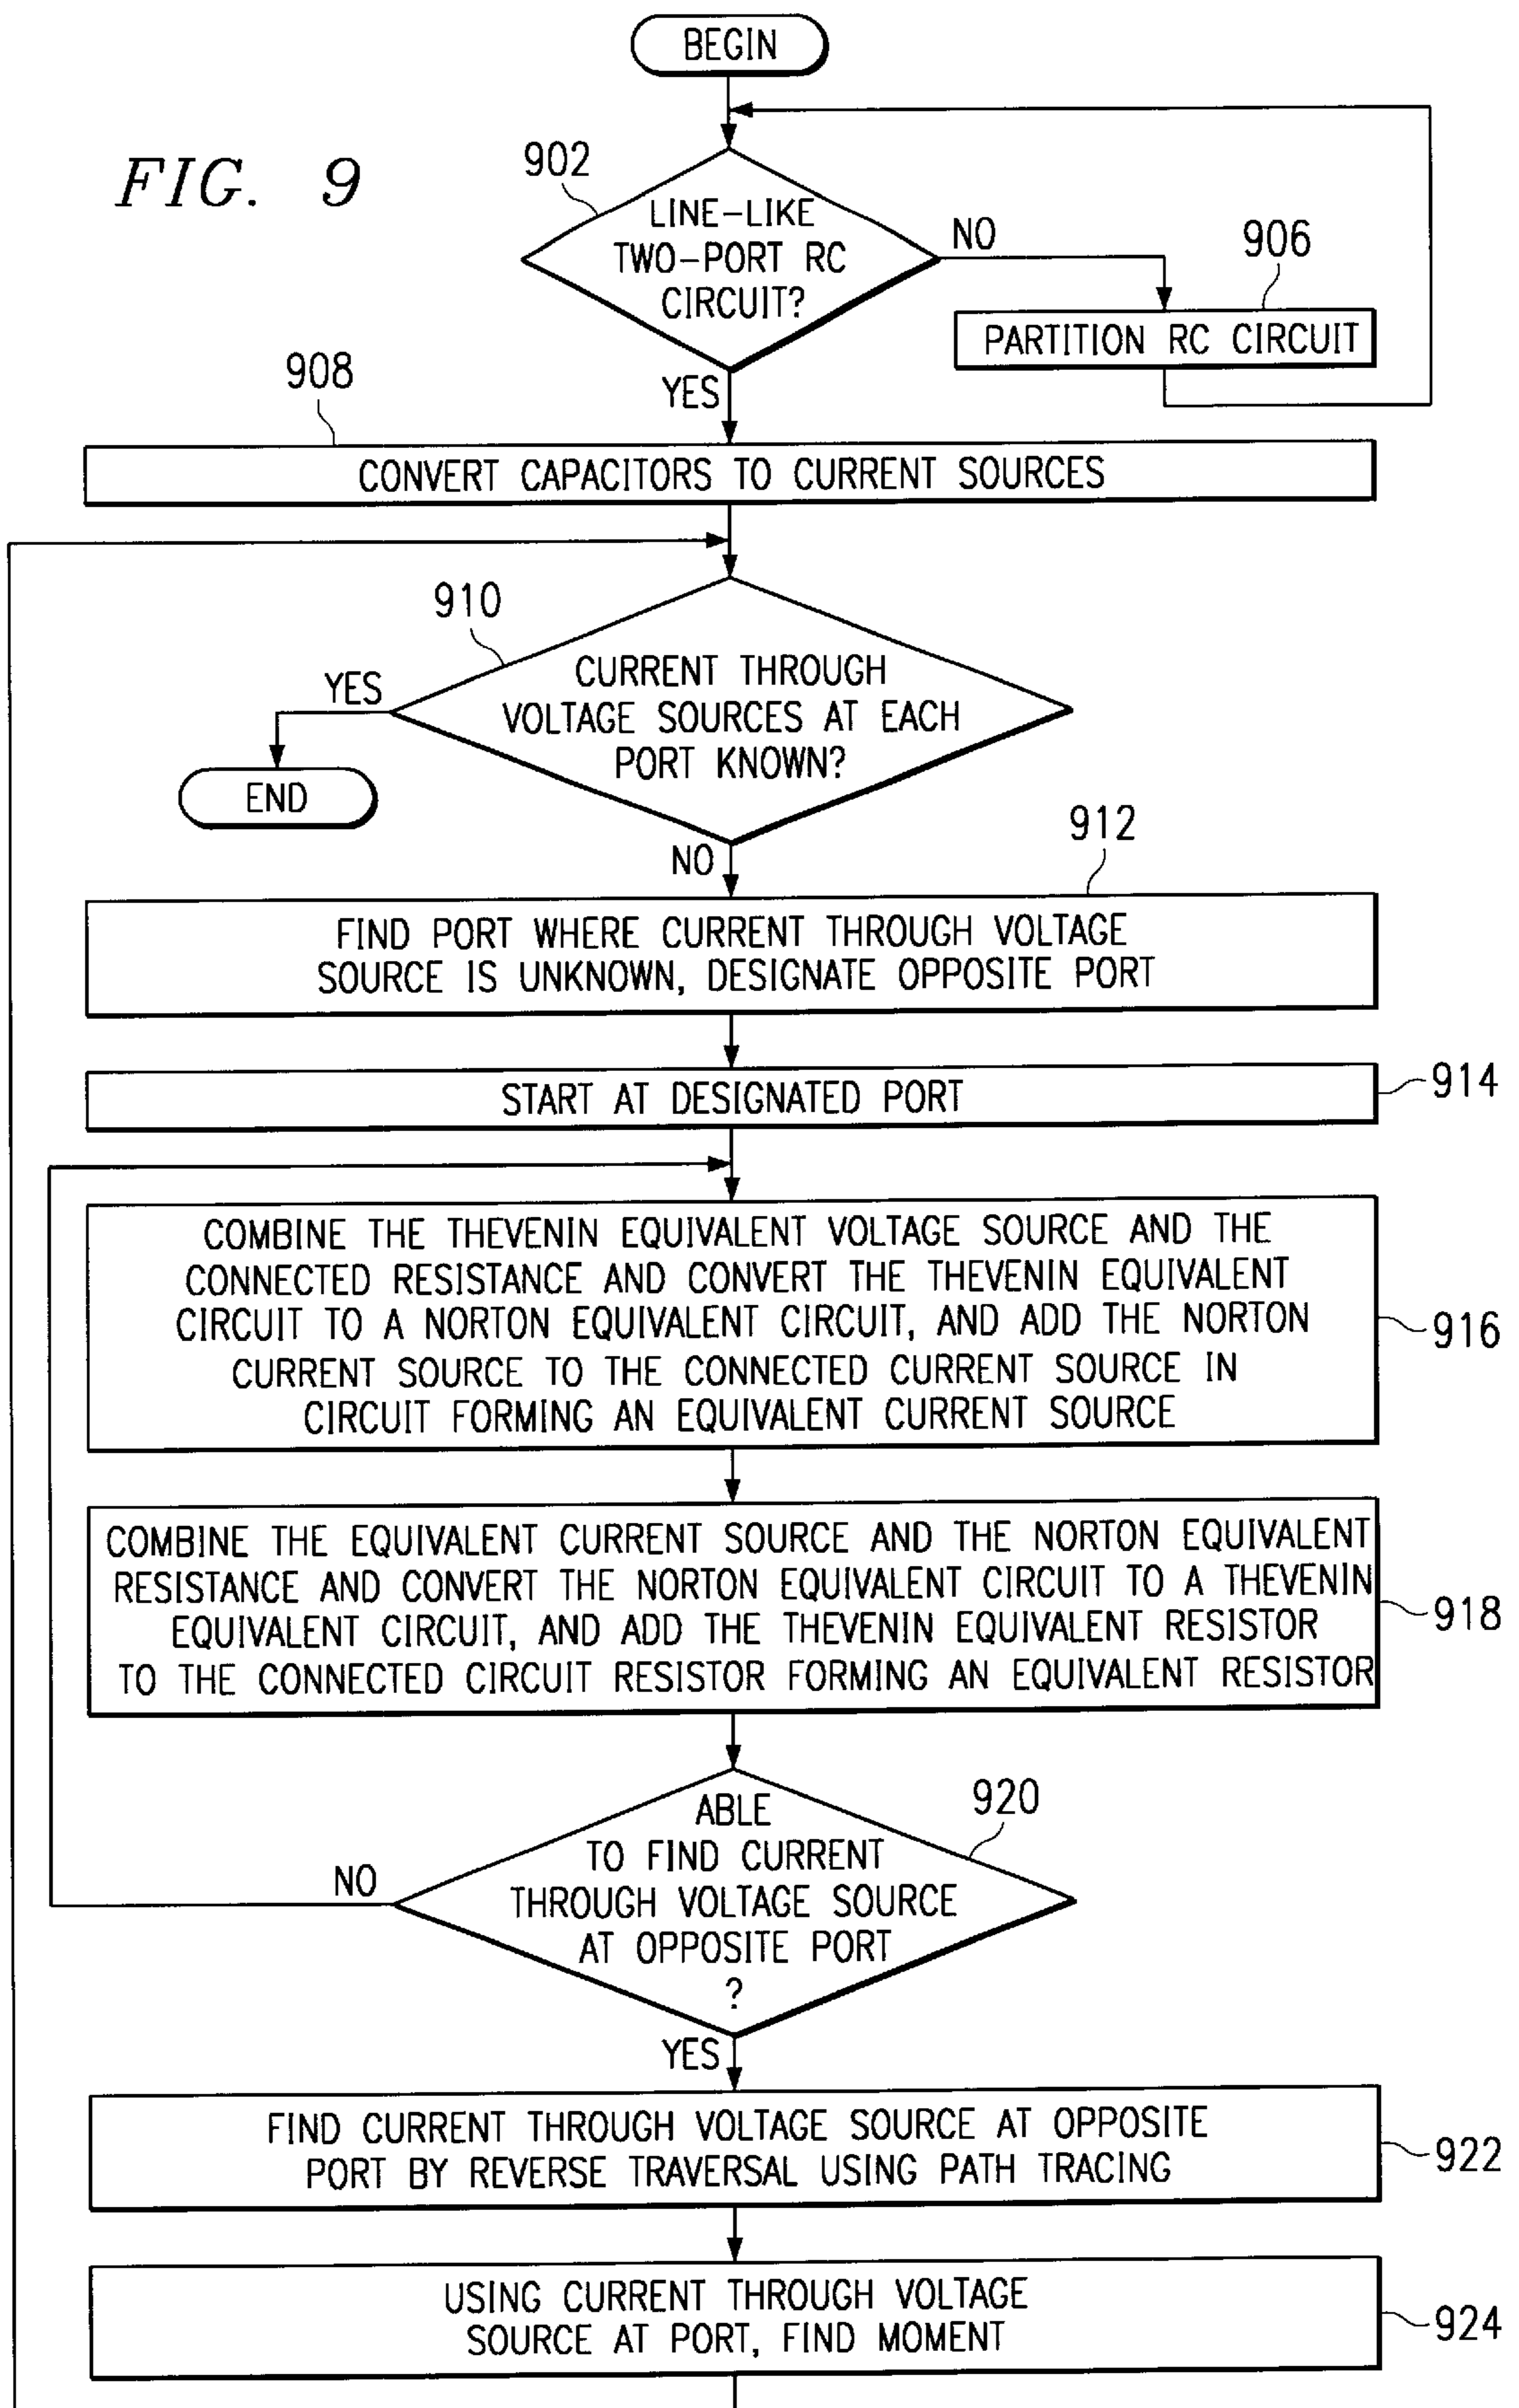 BEGIN
FIG. 9
902
LINE-LIKE
TWO-PORT RC
CIRCUIT?
NO
906
PARTITION RC CIRCUIT
YES
908
CONVERT CAPACITORS TO CURRENT SOURCES
910
CURRENT THROUGH
VOLTAGE SOURCES AT EACH
PORT KNOWN?
YES
END
NO
912
FIND PORT WHERE CURRENT THROUGH VOLTAGE
SOURCE IS UNKNOWN, DESIGNATE OPPOSITE PORT
START AT DESIGNATED PORT
914
COMBINE THE THEVENIN EQUIVALENT VOLTAGE SOURCE AND THE
CONNECTED RESISTANCE AND CONVERT THE THEVENIN EQUIVALENT
CIRCUIT TO A NORTON EQUIVALENT CIRCUIT, AND ADD THE NORTON
CURRENT SOURCE TO THE CONNECTED CURRENT SOURCE IN
CIRCUIT FORMING AN EQUIVALENT CURRENT SOURCE
916
COMBINE THE EQUIVALENT CURRENT SOURCE AND THE NORTON EQUIVALENT
RESISTANCE AND CONVERT THE NORTON EQUIVALENT CIRCUIT TO A THEVENIN
EQUIVALENT CIRCUIT, AND ADD THE THEVENIN EQUIVALENT RESISTOR
TO THE CONNECTED CIRCUIT RESISTOR FORMING AN EQUIVALENT RESISTOR
918
920
ABLE
TO FIND CURRENT
THROUGH VOLTAGE SOURCE
AT OPPOSITE PORT
?
NO
YES
FIND CURRENT THROUGH VOLTAGE SOURCE AT OPPOSITE
PORT BY REVERSE TRAVERSAL USING PATH TRACING
922
USING CURRENT THROUGH VOLTAGE
SOURCE AT PORT, FIND MOMENT
924